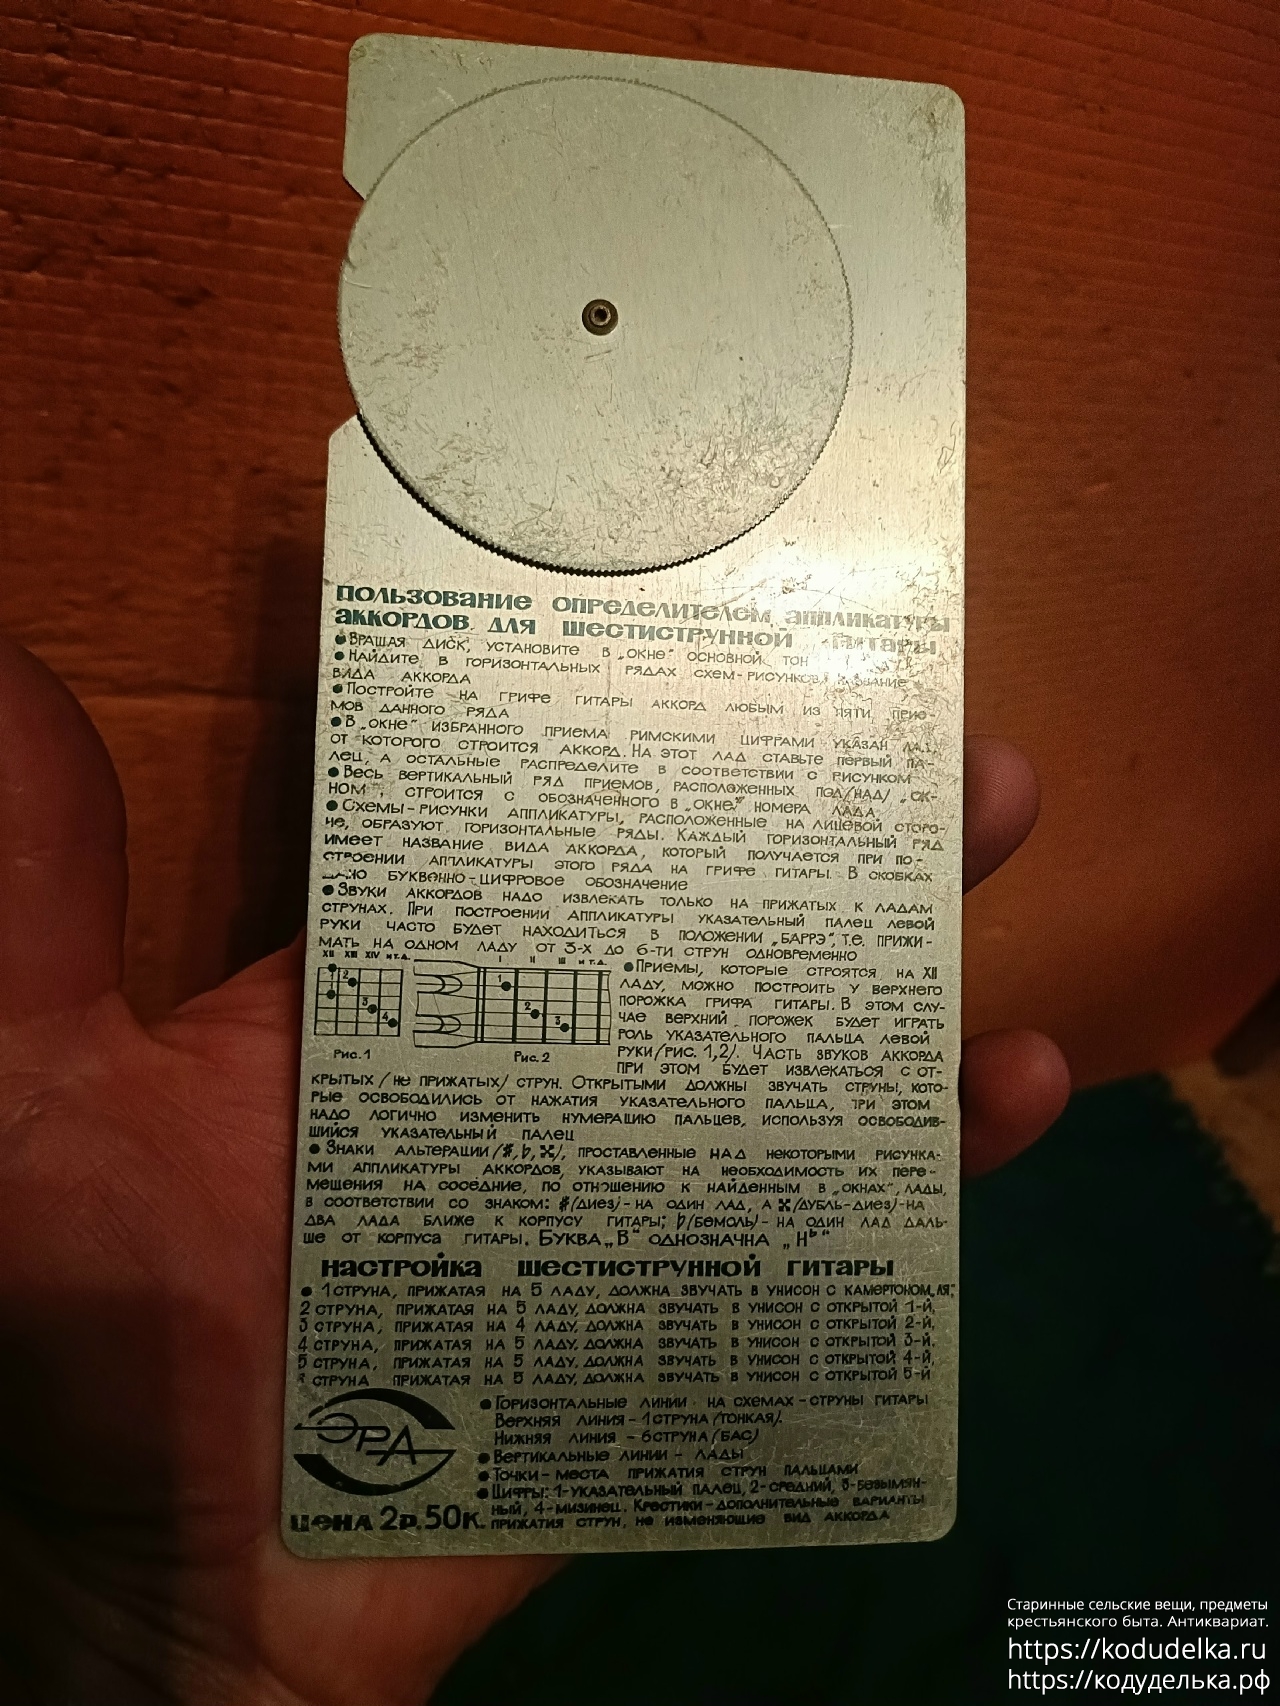 пользование определителем аппликатуры
аккордов для шестиструнной гитары
● Вращая диск, установите в „окне" основной тон
● Найдите в горизонтальных рядах схем-рисунков название
вида аккорда
● Постройте на грифе гитары аккорд любым из пяти прие-
мов данного ряда
● В „окне" избранного приема римскими цифрами указан лад,
от которого строится аккорд. На этот лад ставьте первый па-
лец, а остальные распределите в соответствии с рисунком
● Весь вертикальный ряд приемов, расположенных под/над/ „ок-
ном", строится с обозначенного в „окне" номера лада.
● Схемы-рисунки аппликатуры, расположенные на лицевой сторо-
не, образуют горизонтальные ряды. Каждый горизонтальный ряд
имеет название вида аккорда, который получается при по-
строении аппликатуры этого ряда на грифе гитары. В скобках
дано буквенно-цифровое обозначение
● Звуки аккордов надо извлекать только на прижатых к ладам
струнах. При построении аппликатуры указательный палец левой
руки часто будет находиться в положении „баррэ", т.е. прижи-
мать на одном ладу от 3-х до 6-ти струн одновременно
XII XIII XIV и т.д.
I II III и т.д.
1 2 3 4
1 2 3
Рис. 1
Рис. 2
● Приемы, которые строятся на XII
ладу, можно построить у верхнего
порожка грифа гитары. В этом слу-
чае верхний порожек будет играть
роль указательного пальца левой
руки/рис. 1,2/. Часть звуков аккорда
при этом будет извлекаться с от-
крытых /не прижатых/ струн. Открытыми должны звучать струны, кото-
рые освободились от нажатия указательного пальца, при этом
надо логично изменить нумерацию пальцев, используя освободив-
шийся указательный палец
● Знаки альтерации/♯,♭,𝄪/, проставленные над некоторыми рисунка-
ми аппликатуры аккордов, указывают на необходимость их пере-
мещения на соседние, по отношению к найденным в „окнах", лады,
в соответствии со знаком: ♯/диез/- на один лад, а 𝄪/дубль-диез/-на
два лада ближе к корпусу гитары; ♭/бемоль/- на один лад даль-
ше от корпуса гитары. Буква „B" однозначна „H♭"
настройка шестиструнной гитары
● 1 струна, прижатая на 5 ладу, должна звучать в унисон с камертоном „ля",
2 струна, прижатая на 5 ладу, должна звучать в унисон с открытой 1-й,
3 струна, прижатая на 4 ладу, должна звучать в унисон с открытой 2-й,
4 струна, прижатая на 5 ладу, должна звучать в унисон с открытой 3-й,
5 струна, прижатая на 5 ладу, должна звучать в унисон с открытой 4-й,
струна прижатая на 5 ладу, должна звучать в унисон с открытой 5-й
ЭРА
цена 2р.50к.
● Горизонтальные линии на схемах - струны гитары
Верхняя линия - 1 струна /тонкая/.
Нижняя линия - 6 струна /бас/
● Вертикальные линии - лады
● Точки - места прижатия струн пальцами
● Цифры: 1-указательный палец, 2-средний, 3-безымян-
ный, 4-мизинец. Крестики-дополнительные варианты
прижатия струн, не изменяющие вид аккорда
Старинные сельские вещи, предметы
крестьянского быта. Антиквариат.
https://kodudelka.ru
https://кодуделька.рф